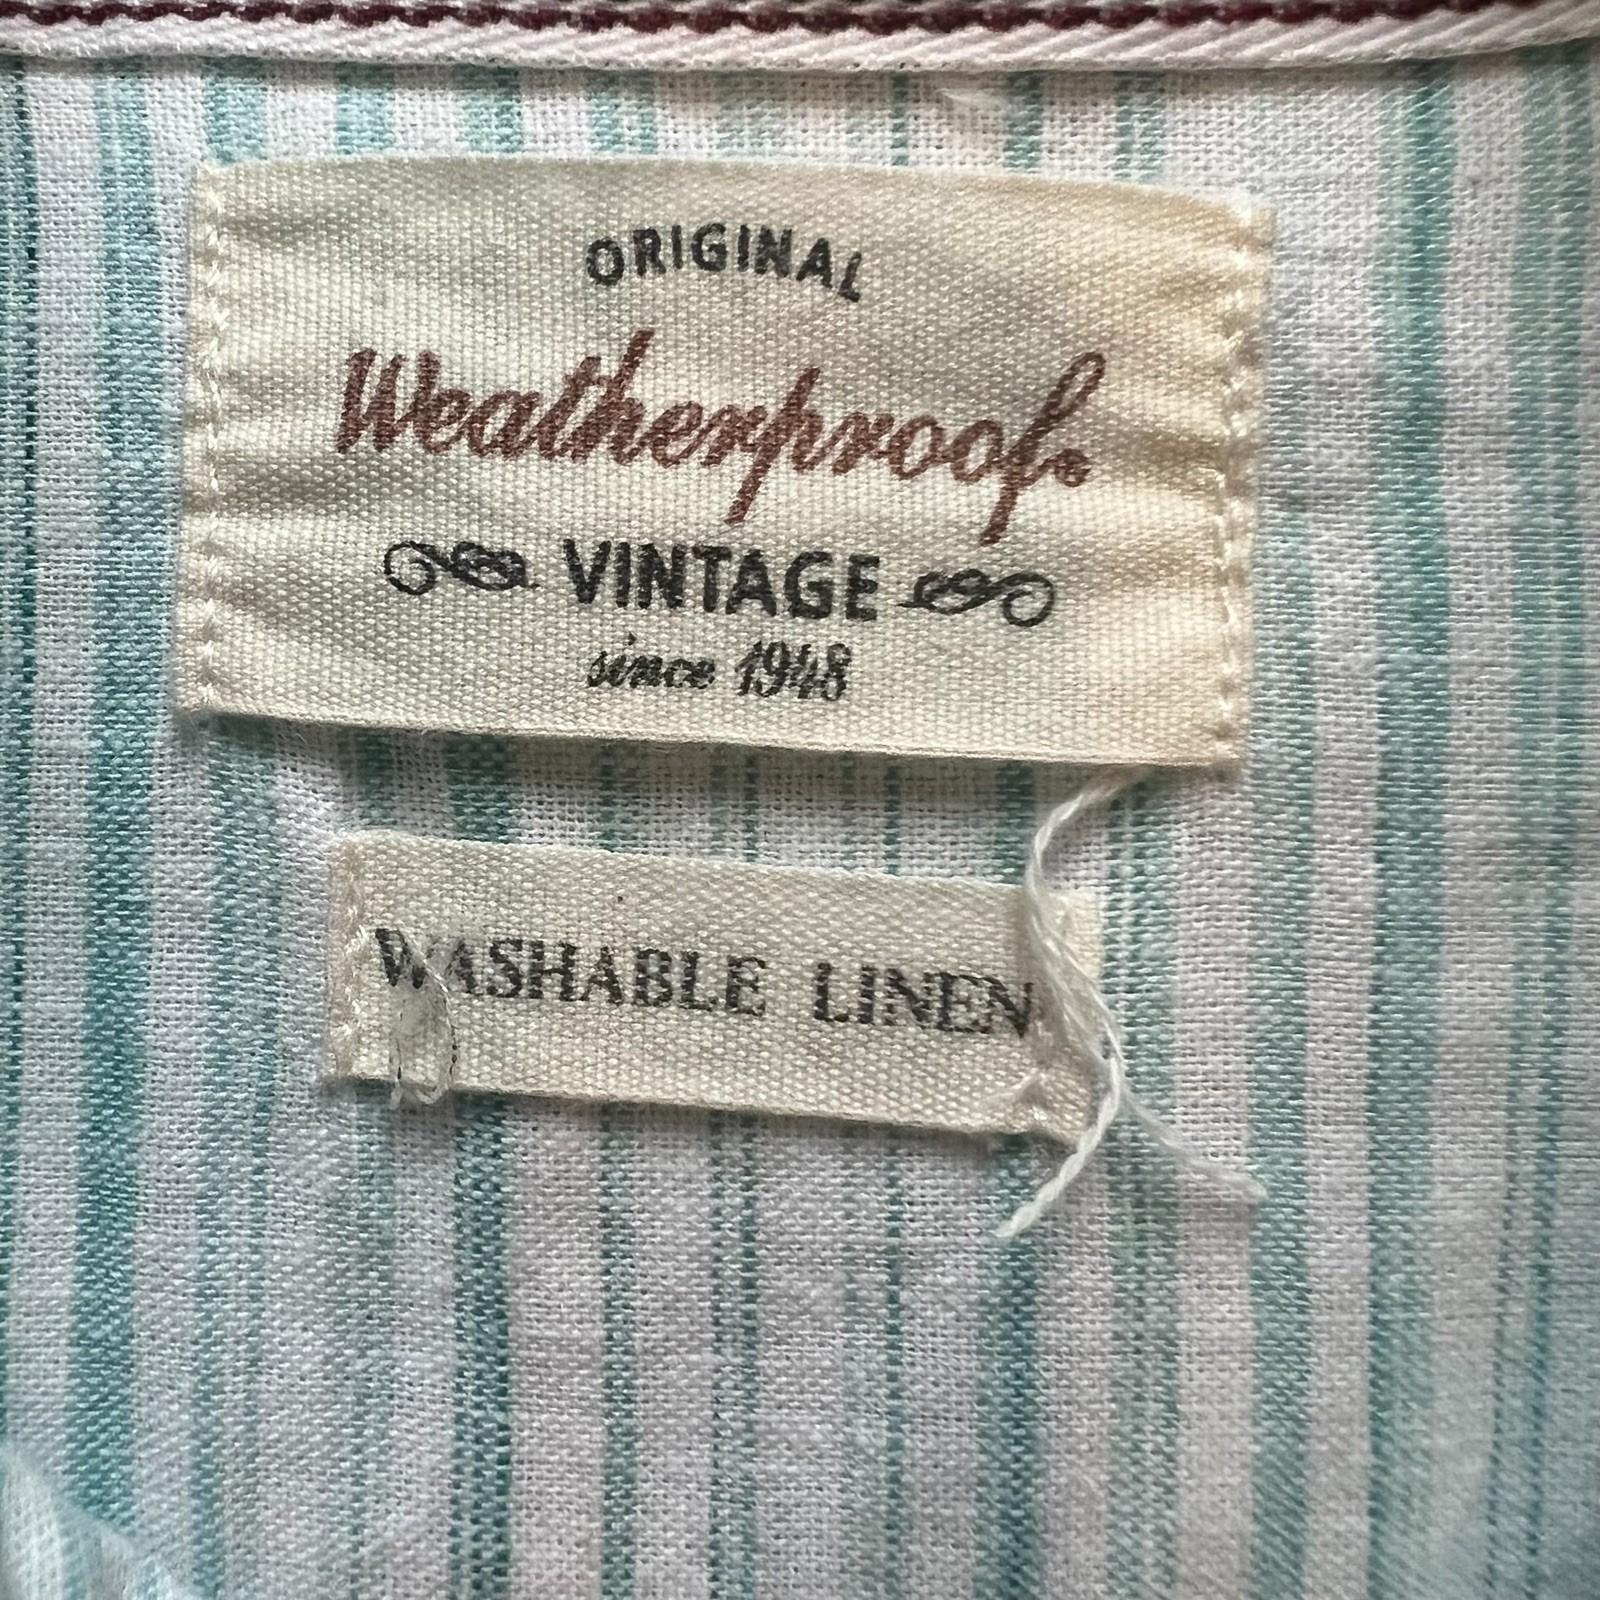 ORIGINAL
Weatherproof®
VINTAGE
since 1948
WASHABLE LINEN